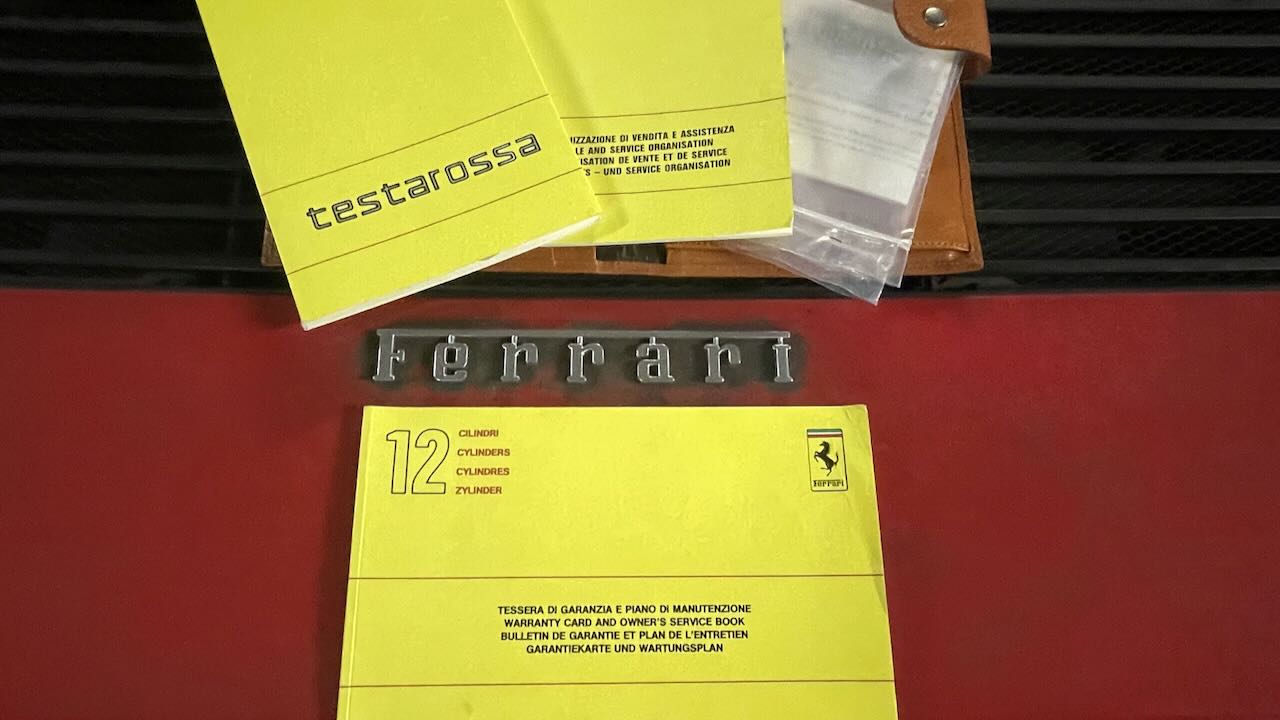 testarossa
IZZAZIONE DI VENDITA E ASSISTENZA
LE AND SERVICE ORGANISATION
ISATION DE VENTE ET DE SERVICE
S – UND SERVICE ORGANISATION
Ferrari
12
CILINDRI
CYLINDERS
CYLINDRES
ZYLINDER
Ferrari
TESSERA DI GARANZIA E PIANO DI MANUTENZIONE
WARRANTY CARD AND OWNER'S SERVICE BOOK
BULLETIN DE GARANTIE ET PLAN DE L'ENTRETIEN
GARANTIEKARTE UND WARTUNGSPLAN